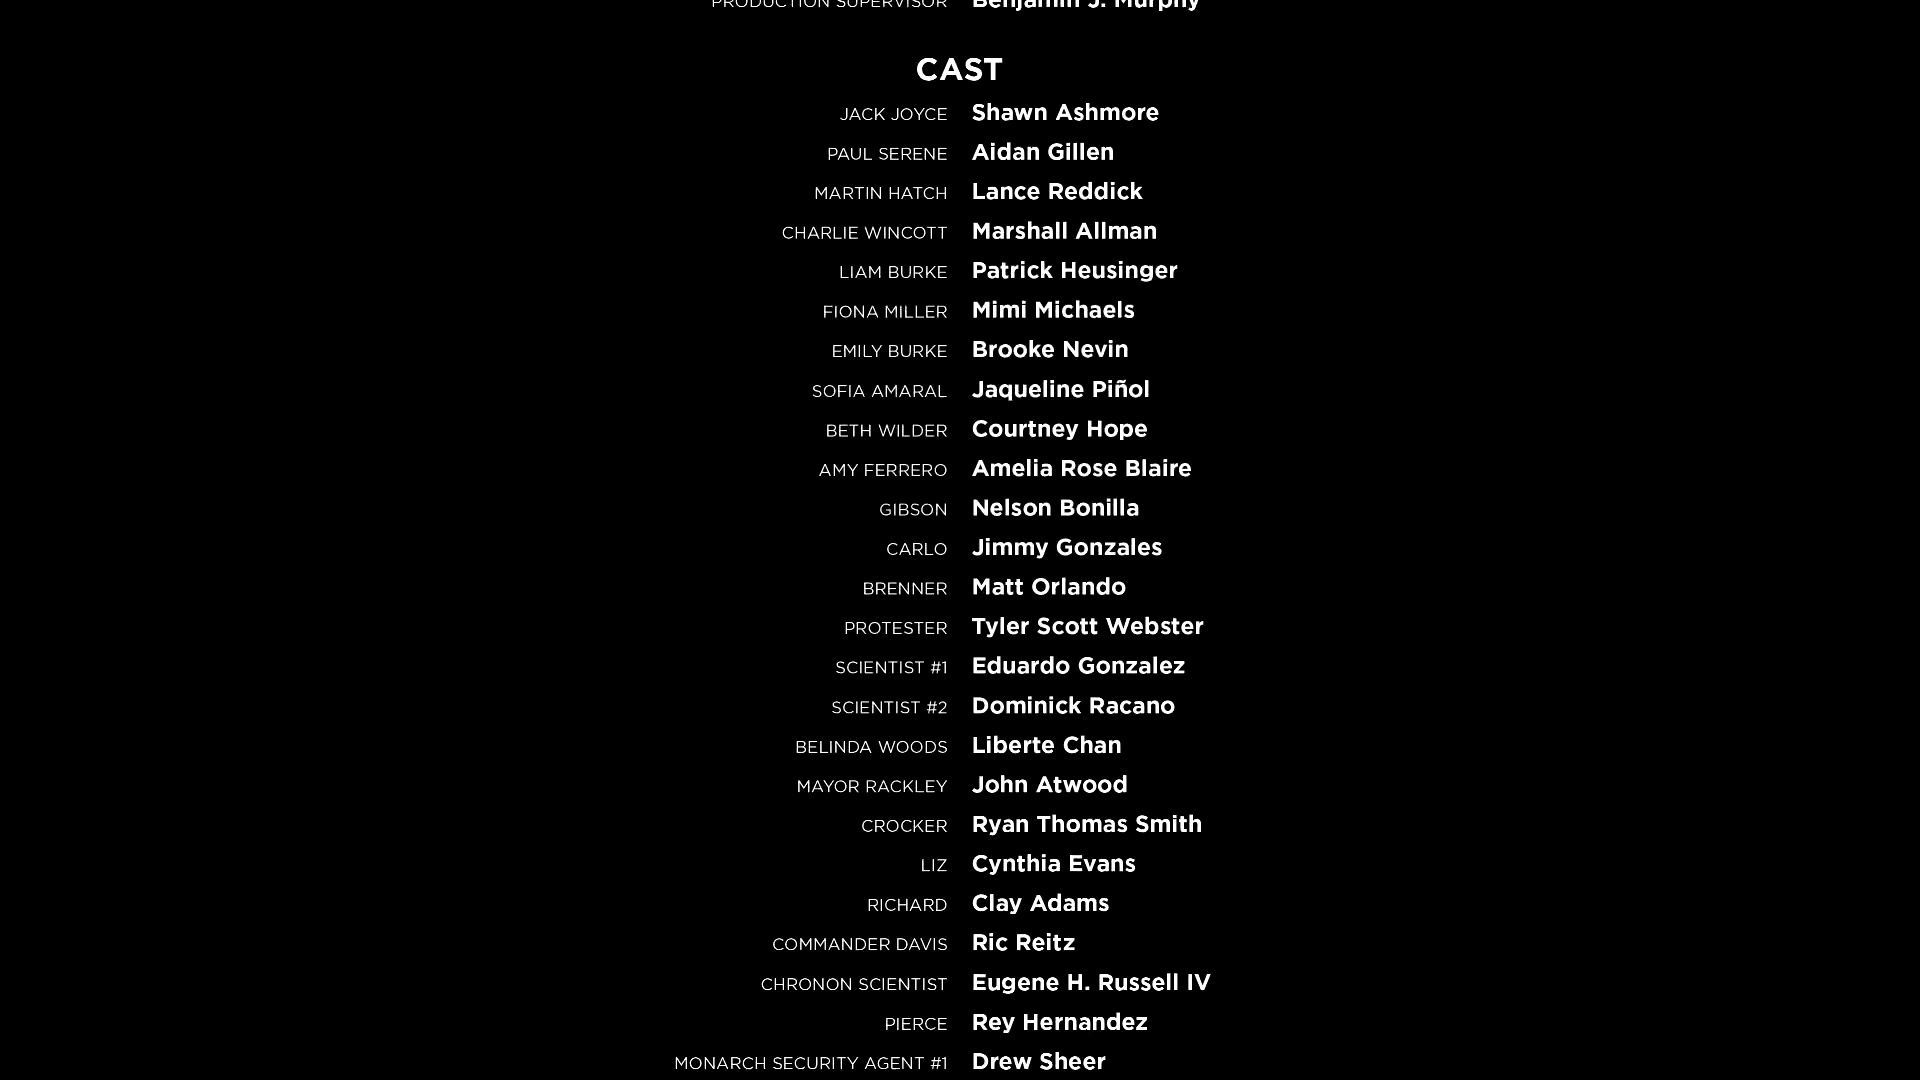 PRODUCTION SUPERVISOR Benjamin J. Murphy
CAST
JACK JOYCE Shawn Ashmore
PAUL SERENE Aidan Gillen
MARTIN HATCH Lance Reddick
CHARLIE WINCOTT Marshall Allman
LIAM BURKE Patrick Heusinger
FIONA MILLER Mimi Michaels
EMILY BURKE Brooke Nevin
SOFIA AMARAL Jaqueline Piñol
BETH WILDER Courtney Hope
AMY FERRERO Amelia Rose Blaire
GIBSON Nelson Bonilla
CARLO Jimmy Gonzales
BRENNER Matt Orlando
PROTESTER Tyler Scott Webster
SCIENTIST #1 Eduardo Gonzalez
SCIENTIST #2 Dominick Racano
BELINDA WOODS Liberte Chan
MAYOR RACKLEY John Atwood
CROCKER Ryan Thomas Smith
LIZ Cynthia Evans
RICHARD Clay Adams
COMMANDER DAVIS Ric Reitz
CHRONON SCIENTIST Eugene H. Russell IV
PIERCE Rey Hernandez
MONARCH SECURITY AGENT #1 Drew Sheer